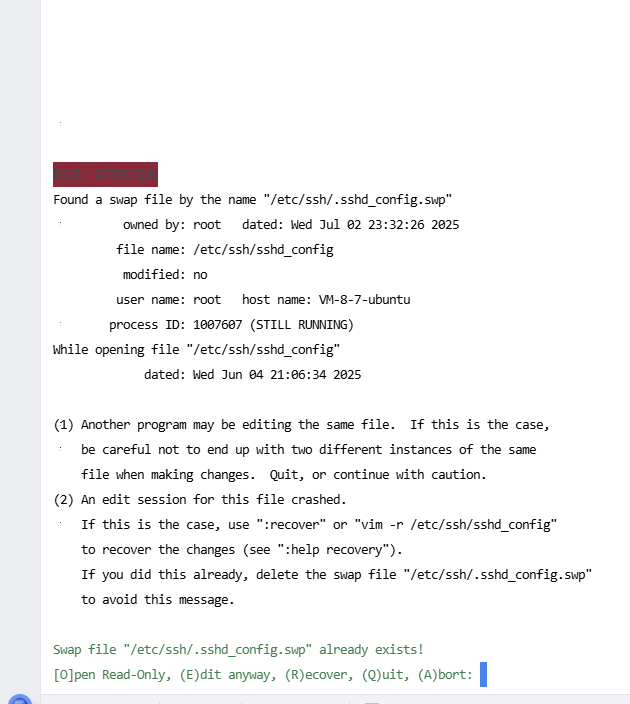 Found a swap file by the name "/etc/ssh/.sshd_config.swp"
owned by: root   dated: Wed Jul 02 23:32:26 2025
file name: /etc/ssh/sshd_config
modified: no
user name: root   host name: VM-8-7-ubuntu
process ID: 1007607 (STILL RUNNING)
While opening file "/etc/ssh/sshd_config"
dated: Wed Jun 04 21:06:34 2025
(1) Another program may be editing the same file.  If this is the case,
be careful not to end up with two different instances of the same
file when making changes.  Quit, or continue with caution.
(2) An edit session for this file crashed.
If this is the case, use ":recover" or "vim -r /etc/ssh/sshd_config"
to recover the changes (see ":help recovery").
If you did this already, delete the swap file "/etc/ssh/.sshd_config.swp"
to avoid this message.
Swap file "/etc/ssh/.sshd_config.swp" already exists!
[O]pen Read-Only, (E)dit anyway, (R)ecover, (Q)uit, (A)bort: